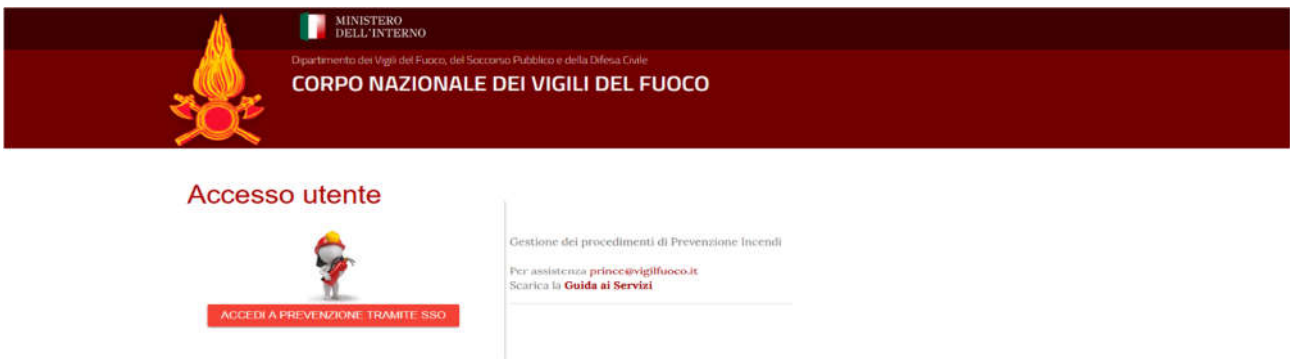 MINISTERO
DELL'INTERNO
Dipartimento dei Vigili del Fuoco, del Soccorso Pubblico e della Difesa Civile
CORPO NAZIONALE DEI VIGILI DEL FUOCO
Accesso utente
ACCEDI A PREVENZIONE TRAMITE SSO
Gestione dei procedimenti di Prevenzione Incendi
Per assistenza prince@vigilfuoco.it
Scarica la Guida ai Servizi